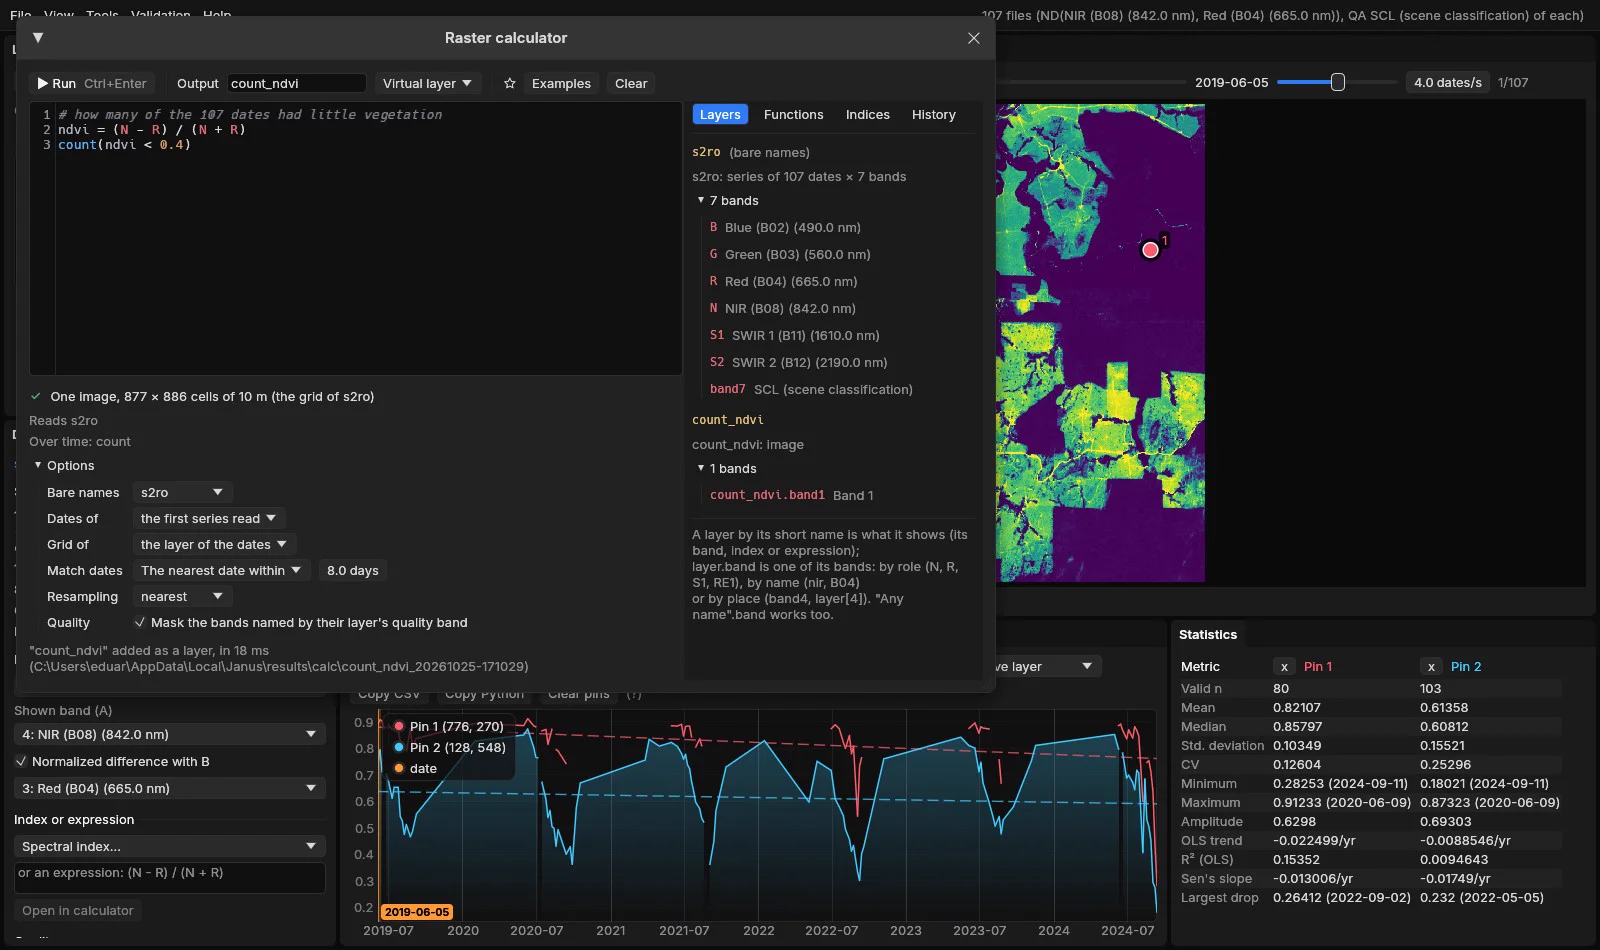 File View Tools Validation Help
107 files (ND(NIR (B08) (842.0 nm), Red (B04) (665.0 nm)), QA SCL (scene classification) of each)
▼ Raster calculator
Run Ctrl+Enter Output count_ndvi Virtual layer ▼ ☆ Examples Clear
2019-06-05 4.0 dates/s 1/107
1 # how many of the 107 dates had little vegetation
2 ndvi = (N - R) / (N + R)
3 count(ndvi < 0.4)
Layers Functions Indices History
s2ro (bare names)
s2ro: series of 107 dates × 7 bands
▼ 7 bands
B Blue (B02) (490.0 nm)
G Green (B03) (560.0 nm)
R Red (B04) (665.0 nm)
N NIR (B08) (842.0 nm)
S1 SWIR 1 (B11) (1610.0 nm)
S2 SWIR 2 (B12) (2190.0 nm)
band7 SCL (scene classification)
count_ndvi
count_ndvi: image
▼ 1 bands
count_ndvi.band1 Band 1
A layer by its short name is what it shows (its
band, index or expression);
layer.band is one of its bands: by role (N, R,
S1, RE1), by name (nir, B04)
or by place (band4, layer[4]). "Any
name".band works too.
1
✓ One image, 877 × 886 cells of 10 m (the grid of s2ro)
Reads s2ro
Over time: count
▼ Options
Bare names s2ro ▼
Dates of the first series read ▼
Grid of the layer of the dates ▼
Match dates The nearest date within ▼ 8.0 days
Resampling nearest ▼
Quality ✓ Mask the bands named by their layer's quality band
"count_ndvi" added as a layer, in 18 ms
(C:\Users\eduar\AppData\Local\Janus\results\calc\count_ndvi_20261025-171029)
Shown band (A)
4: NIR (B08) (842.0 nm) ▼
✓ Normalized difference with B
3: Red (B04) (665.0 nm) ▼
Index or expression
Spectral index... ▼
or an expression: (N - R) / (N + R)
Open in calculator
ve layer ▼
Copy CSV Copy Python Clear pins (?)
Pin 1 (776, 270)
Pin 2 (128, 548)
date
0.9
0.8
0.7
0.6
0.5
0.4
0.3
0.2
2019-06-05
2019-07 2020 2020-07 2021 2021-07 2022 2022-07 2023 2023-07 2024 2024-07
Statistics
Metric x Pin 1 x Pin 2
Valid n 80 103
Mean 0.82107 0.61358
Median 0.85797 0.60812
Std. deviation 0.10349 0.15521
CV 0.12604 0.25296
Minimum 0.28253 (2024-09-11) 0.18021 (2024-09-11)
Maximum 0.91233 (2020-06-09) 0.87323 (2020-06-09)
Amplitude 0.6298 0.69303
OLS trend -0.022499/yr -0.0088546/yr
R² (OLS) 0.15352 0.0094643
Sen's slope -0.013006/yr -0.01749/yr
Largest drop 0.26412 (2022-09-02) 0.232 (2022-05-05)